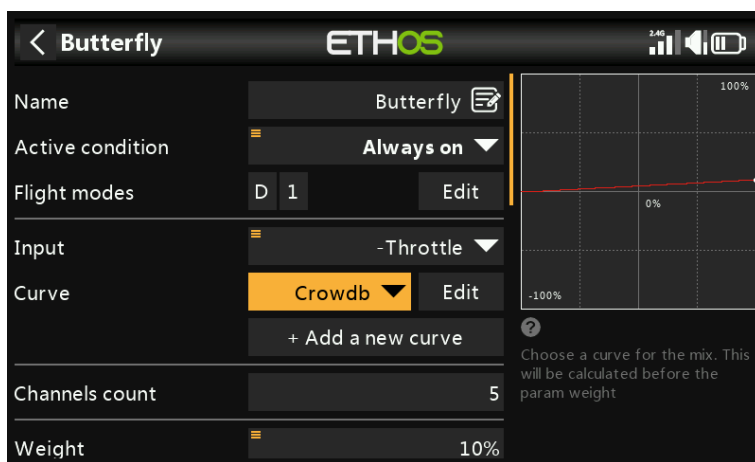 Butterfly
ETHOS
2.4G
Name
Butterfly
Active condition
Always on
Flight modes
D 1
Edit
Input
-Throttle
Curve
Crowdb
Edit
+ Add a new curve
Channels count
5
Weight
10%
100%
0%
-100%
?
Choose a curve for the mix. This
will be calculated before the
param weight